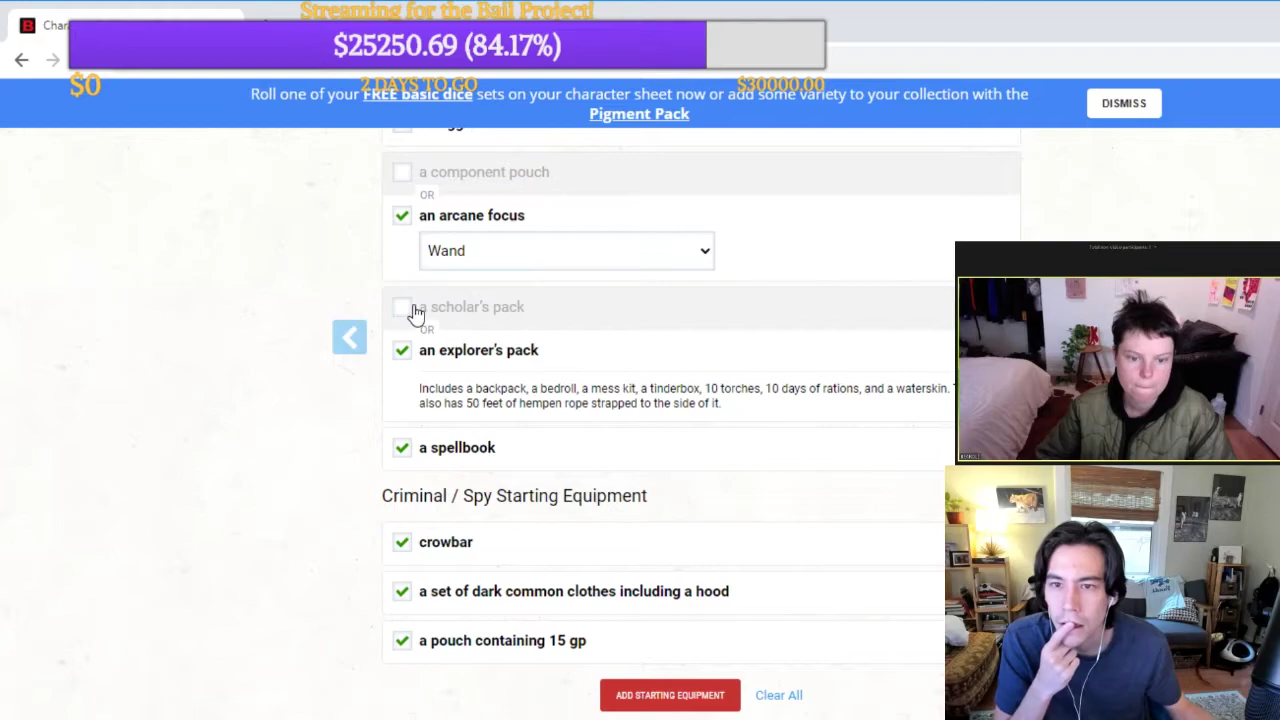 Streaming for the Bail Project!
Char
$25250.69 (84.17%)
$0
2 DAYS TO GO
$30000.00
Roll one of your FREE basic dice sets on your character sheet now or add some variety to your collection with the
Pigment Pack
DISMISS
a component pouch
OR
an arcane focus
Wand
a scholar's pack
OR
an explorer's pack
Includes a backpack, a bedroll, a mess kit, a tinderbox, 10 torches, 10 days of rations, and a waterskin.
also has 50 feet of hempen rope strapped to the side of it.
a spellbook
Criminal / Spy Starting Equipment
crowbar
a set of dark common clothes including a hood
a pouch containing 15 gp
ADD STARTING EQUIPMENT
Clear All